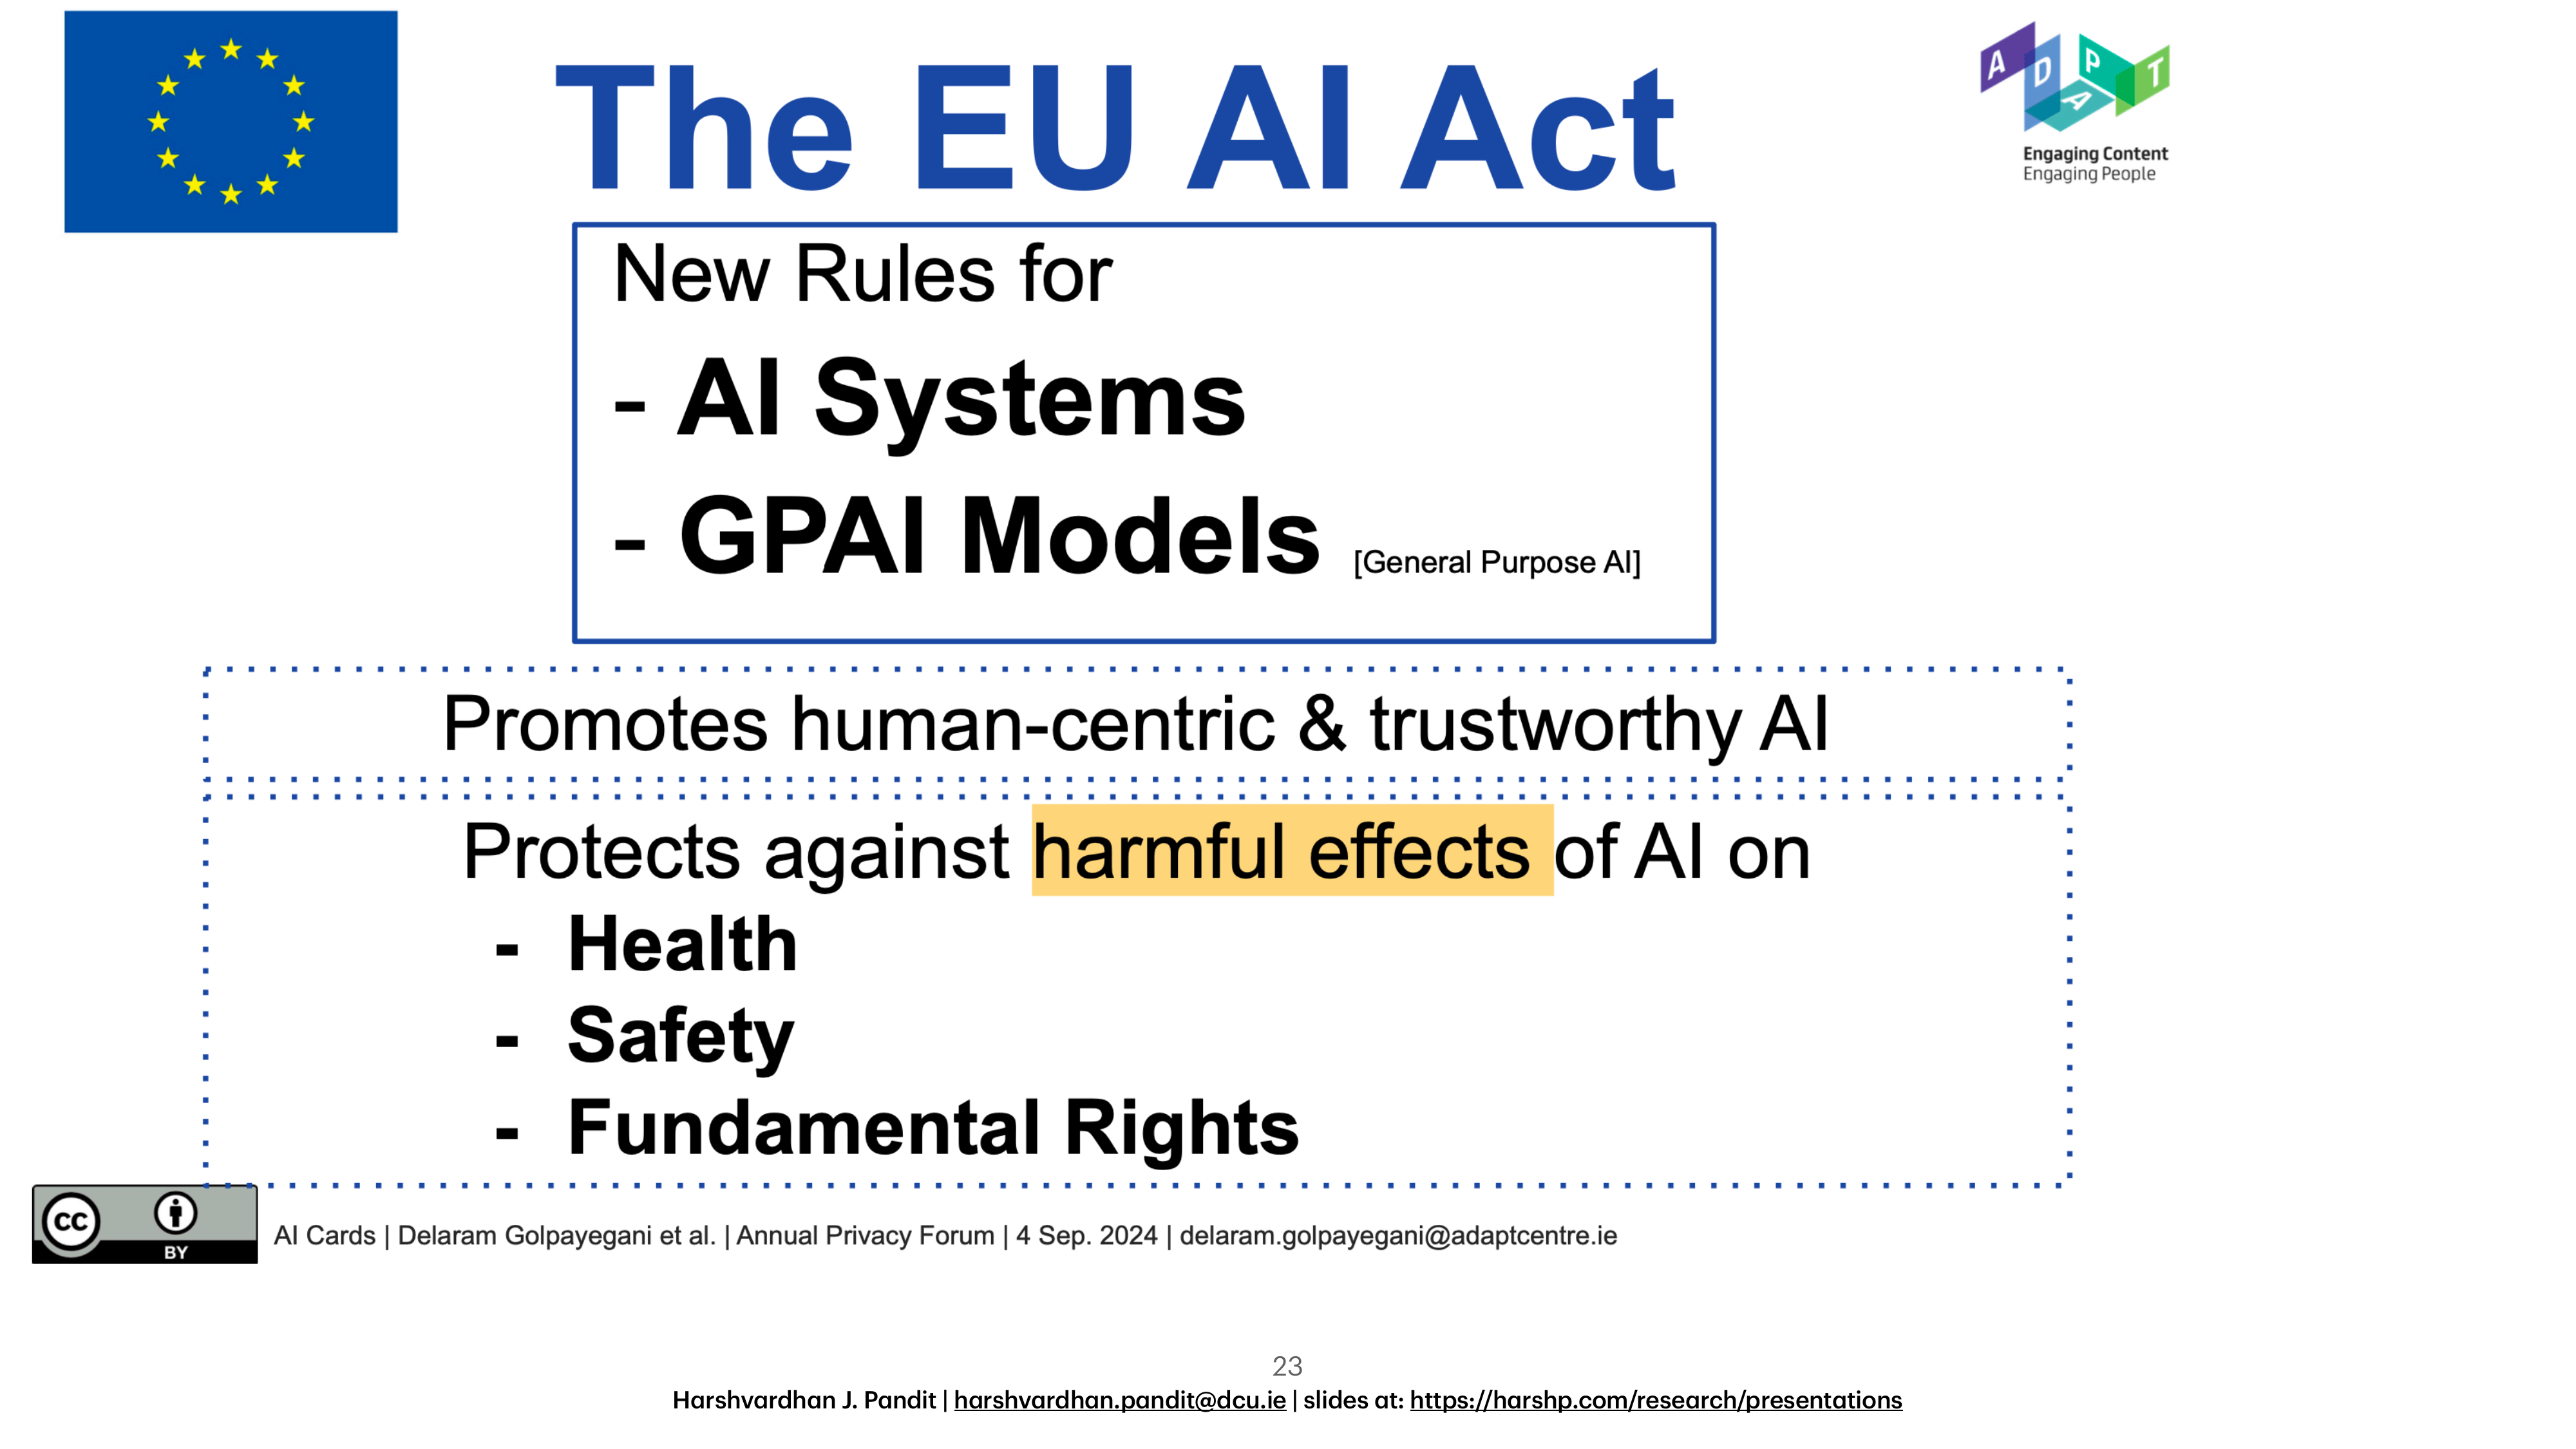 The EU AI Act
A D A P T
Engaging Content
Engaging People
New Rules for
- AI Systems
- GPAI Models [General Purpose AI]
Promotes human-centric & trustworthy AI
Protects against harmful effects of AI on
- Health
- Safety
- Fundamental Rights
CC BY
AI Cards | Delaram Golpayegani et al. | Annual Privacy Forum | 4 Sep. 2024 | delaram.golpayegani@adaptcentre.ie
23
Harshvardhan J. Pandit | harshvardhan.pandit@dcu.ie | slides at: https://harshp.com/research/presentations